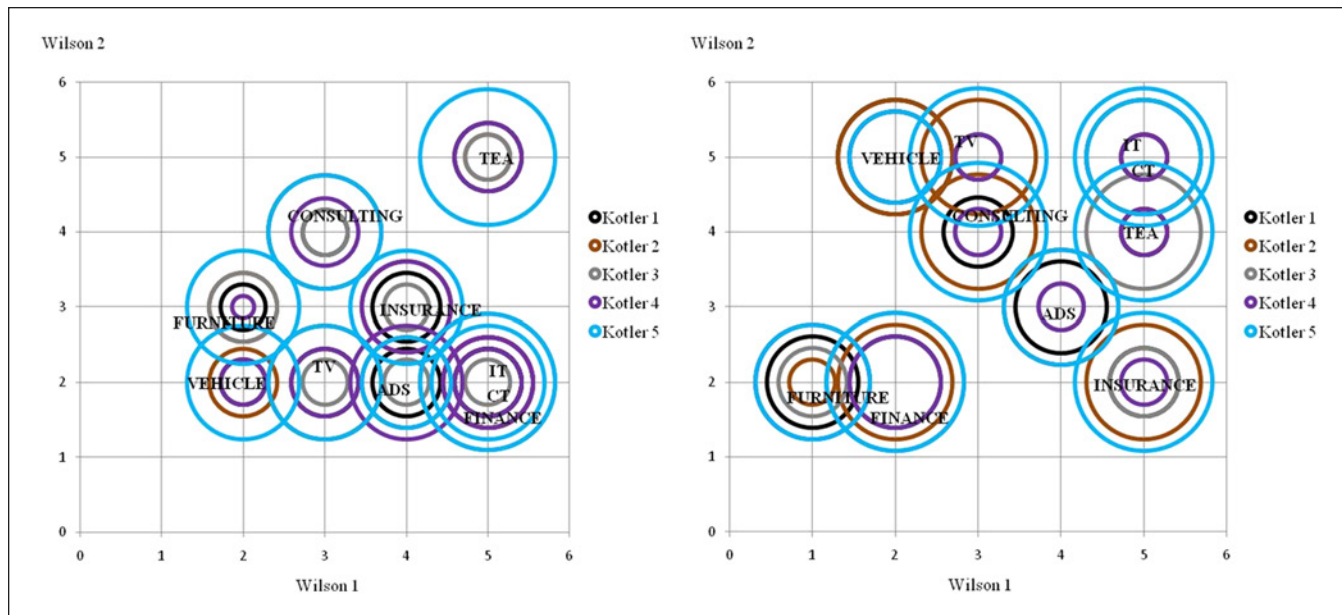 Wilson 2
6
5
4
3
2
1
0
0 1 2 3 4 5 6
Wilson 1
TEA
CONSULTING
INSURANCE
FURNITURE
TV
IT
VEHICLE
ADS
CT
FINANCE
Kotler 1
Kotler 2
Kotler 3
Kotler 4
Kotler 5
Wilson 2
6
5
4
3
2
1
0
0 1 2 3 4 5 6
Wilson 1
TV
IT
VEHICLE
CT
CONSULTING
TEA
ADS
INSURANCE
FURNITURE
FINANCE
Kotler 1
Kotler 2
Kotler 3
Kotler 4
Kotler 5